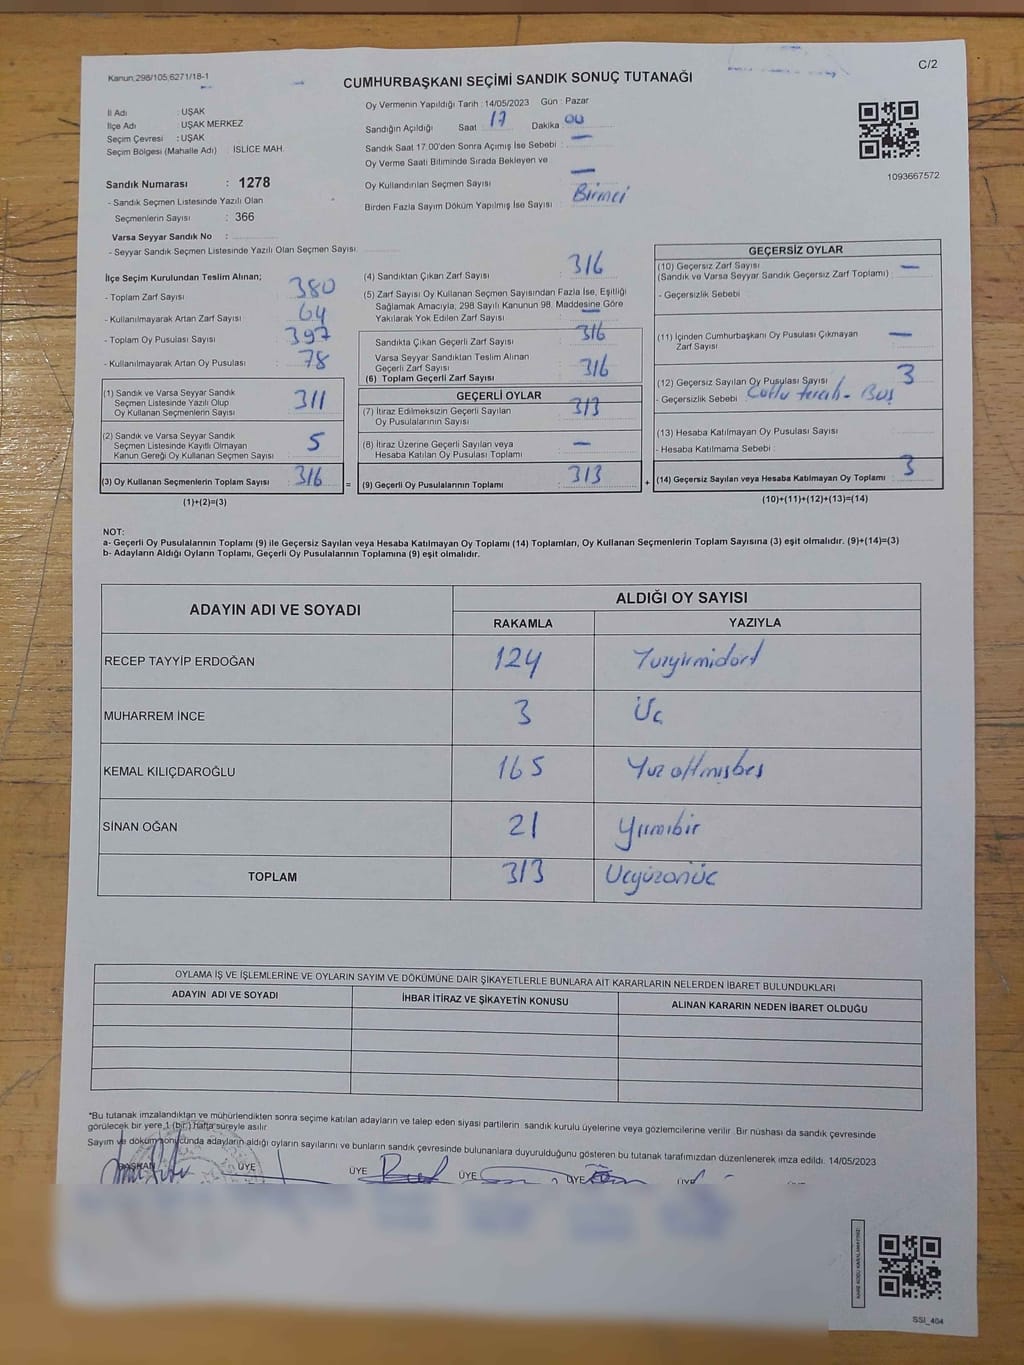 Kanun:298/105;6271/18-1
C/2
CUMHURBAŞKANI SEÇİMİ SANDIK SONUÇ TUTANAĞI
İl Adı : UŞAK
İlçe Adı : UŞAK MERKEZ
Seçim Çevresi : UŞAK
Seçim Bölgesi (Mahalle Adı) : İSLİCE MAH.
Sandık Numarası : 1278
- Sandık Seçmen Listesinde Yazılı Olan
Seçmenlerin Sayısı : 366
Varsa Seyyar Sandık No :
- Seyyar Sandık Seçmen Listesinde Yazılı Olan Seçmen Sayısı
Oy Vermenin Yapıldığı Tarih : 14/05/2023 Gün : Pazar
Sandığın Açıldığı Saat 17 Dakika 00
Sandık Saat 17.00'den Sonra Açımış İse Sebebi : —
Oy Verme Saati Bitiminde Sırada Bekleyen ve
Oy Kullandırılan Seçmen Sayısı —
Birden Fazla Sayım Döküm Yapılmış İse Sayısı : Birinci
1093667572
İlçe Seçim Kurulundan Teslim Alınan;
- Toplam Zarf Sayısı : 380
- Kullanılmayarak Artan Zarf Sayısı : 64
- Toplam Oy Pusulası Sayısı : 397
- Kullanılmayarak Artan Oy Pusulası : 78
(1) Sandık ve Varsa Seyyar Sandık
Seçmen Listesinde Yazılı Olup
Oy Kullanan Seçmenlerin Sayısı : 311
(2) Sandık ve Varsa Seyyar Sandık
Seçmen Listesinde Kayıtlı Olmayan
Kanun Gereği Oy Kullanan Seçmen Sayısı : 5
(3) Oy Kullanan Seçmenlerin Toplam Sayısı : 316
(1)+(2)=(3)
(4) Sandıktan Çıkan Zarf Sayısı : 316
(5) Zarf Sayısı Oy Kullanan Seçmen Sayısından Fazla İse, Eşitliği
Sağlamak Amacıyla; 298 Sayılı Kanunun 98. Maddesine Göre
Yakılarak Yok Edilen Zarf Sayısı : —
Sandıkta Çıkan Geçerli Zarf Sayısı : 316
Varsa Seyyar Sandıktan Teslim Alınan
Geçerli Zarf Sayısı
(6) Toplam Geçerli Zarf Sayısı : 316
GEÇERLİ OYLAR
(7) İtiraz Edilmeksizin Geçerli Sayılan
Oy Pusulalarının Sayısı : 313
(8) İtiraz Üzerine Geçerli Sayılan veya
Hesaba Katılan Oy Pusulası Toplamı : —
= (9) Geçerli Oy Pusulalarının Toplamı : 313
GEÇERSİZ OYLAR
(10) Geçersiz Zarf Sayısı : —
(Sandık ve Varsa Seyyar Sandık Geçersiz Zarf Toplamı)
- Geçersizlik Sebebi :
(11) İçinden Cumhurbaşkanı Oy Pusulası Çıkmayan
Zarf Sayısı : —
(12) Geçersiz Sayılan Oy Pusulası Sayısı : 3
- Geçersizlik Sebebi : tercih - Boş
(13) Hesaba Katılmayan Oy Pusulası Sayısı :
- Hesaba Katılmama Sebebi :
+ (14) Geçersiz Sayılan veya Hesaba Katılmayan Oy Toplamı : 3
(10)+(11)+(12)+(13)=(14)
NOT:
a- Geçerli Oy Pusulalarının Toplamı (9) ile Geçersiz Sayılan veya Hesaba Katılmayan Oy Toplamı (14) Toplamları, Oy Kullanan Seçmenlerin Toplam Sayısına (3) eşit olmalıdır. (9)+(14)=(3)
b- Adayların Aldığı Oyların Toplamı, Geçerli Oy Pusulalarının Toplamına (9) eşit olmalıdır.
ADAYIN ADI VE SOYADI ALDIĞI OY SAYISI
RAKAMLA YAZIYLA
RECEP TAYYİP ERDOĞAN 124 Yüzyirmidört
MUHARREM İNCE 3 Üç
KEMAL KILIÇDAROĞLU 165 Yüz altmışbeş
SİNAN OĞAN 21 Yirmibir
TOPLAM 313 Üçyüzonüç
OYLAMA İŞ VE İŞLEMLERİNE VE OYLARIN SAYIM VE DÖKÜMÜNE DAİR ŞİKAYETLERLE BUNLARA AİT KARARLARIN NELERDEN İBARET BULUNDUKLARI
ADAYIN ADI VE SOYADI İHBAR İTİRAZ VE ŞİKAYETİN KONUSU ALINAN KARARIN NEDEN İBARET OLDUĞU
*Bu tutanak imzalandıktan ve mühürlendikten sonra seçime katılan adayların ve talep eden siyasi partilerin sandık kurulu üyelerine veya gözlemcilerine verilir. Bir nüshası da sandık çevresinde
görülecek bir yere 1 (bir) hafta süreyle asılır
Sayım ve döküm sonucunda adayların aldığı oyların sayılarını ve bunların sandık çevresinde bulunanlara duyurulduğunu gösteren bu tutanak tarafımızdan düzenlenerek imza edildi. 14/05/2023
BAŞKAN ÜYE ÜYE ÜYE ÜYE
SSI_404